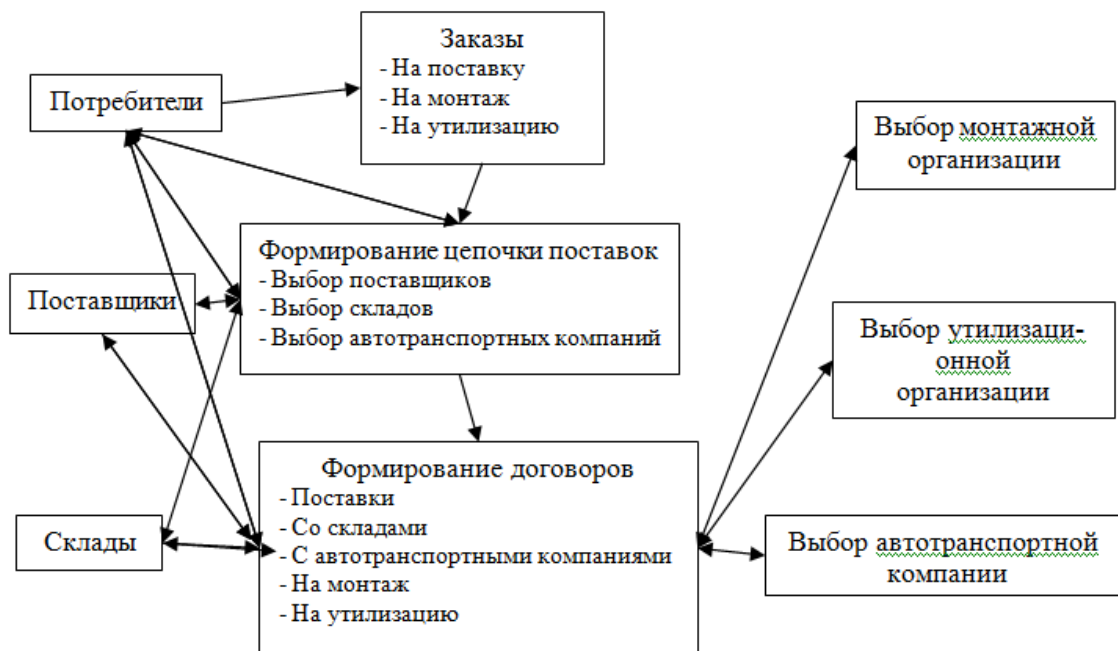 Заказы
- На поставку
- На монтаж
- На утилизацию
Потребители
Выбор монтажной
организации
Формирование цепочки поставок
- Выбор поставщиков
- Выбор складов
- Выбор автотранспортных компаний
Поставщики
Выбор утилизаци-
онной
организации
Формирование договоров
- Поставки
- Со складами
- С автотранспортными компаниями
- На монтаж
- На утилизацию
Склады
Выбор автотранспортной
компании